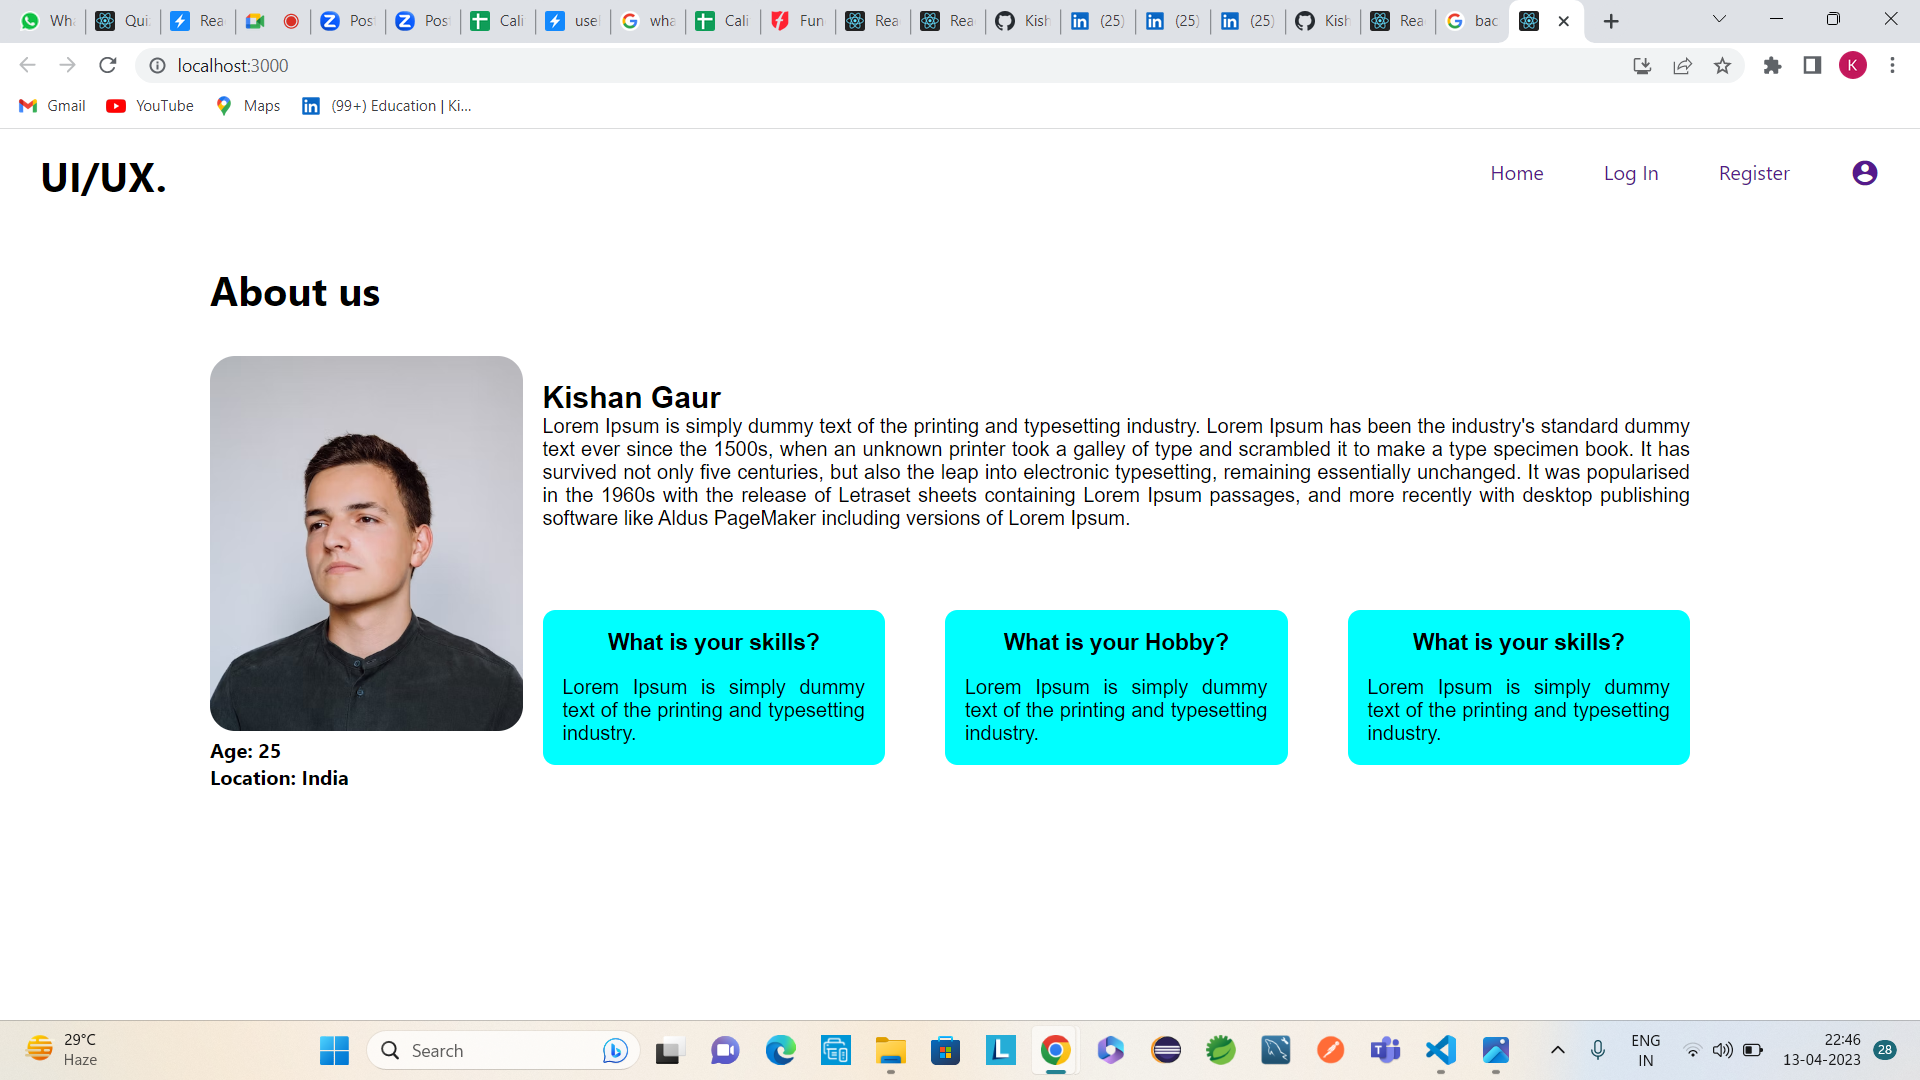 Wha
Qui
Rea
Post
Post
Cali
use
wha
Cali
Fun
Rea
Rea
Kish
(25)
(25)
(25)
Kish
Rea
bac
localhost:3000
K
Gmail
YouTube
Maps
(99+) Education | Ki...
UI/UX.
Home
Log In
Register
About us
Kishan Gaur
Lorem Ipsum is simply dummy text of the printing and typesetting industry. Lorem Ipsum has been the industry's standard dummy
text ever since the 1500s, when an unknown printer took a galley of type and scrambled it to make a type specimen book. It has
survived not only five centuries, but also the leap into electronic typesetting, remaining essentially unchanged. It was popularised
in the 1960s with the release of Letraset sheets containing Lorem Ipsum passages, and more recently with desktop publishing
software like Aldus PageMaker including versions of Lorem Ipsum.
What is your skills?
Lorem Ipsum is simply dummy
text of the printing and typesetting
industry.
What is your Hobby?
Lorem Ipsum is simply dummy
text of the printing and typesetting
industry.
What is your skills?
Lorem Ipsum is simply dummy
text of the printing and typesetting
industry.
Age: 25
Location: India
29°C
Haze
Search
ENG
IN
22:46
13-04-2023
28